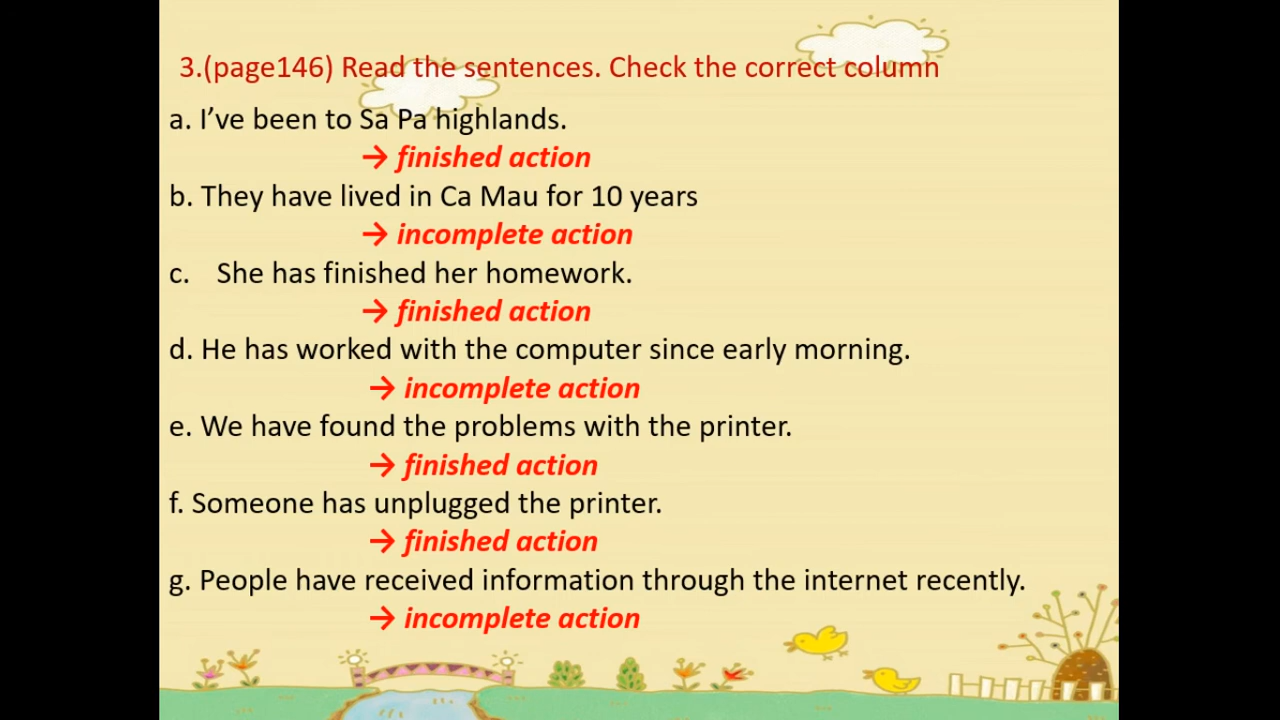 3.(page146) Read the sentences. Check the correct column
a. I’ve been to Sa Pa highlands.
→ finished action
b. They have lived in Ca Mau for 10 years
→ incomplete action
c. She has finished her homework.
→ finished action
d. He has worked with the computer since early morning.
→ incomplete action
e. We have found the problems with the printer.
→ finished action
f. Someone has unplugged the printer.
→ finished action
g. People have received information through the internet recently.
→ incomplete action